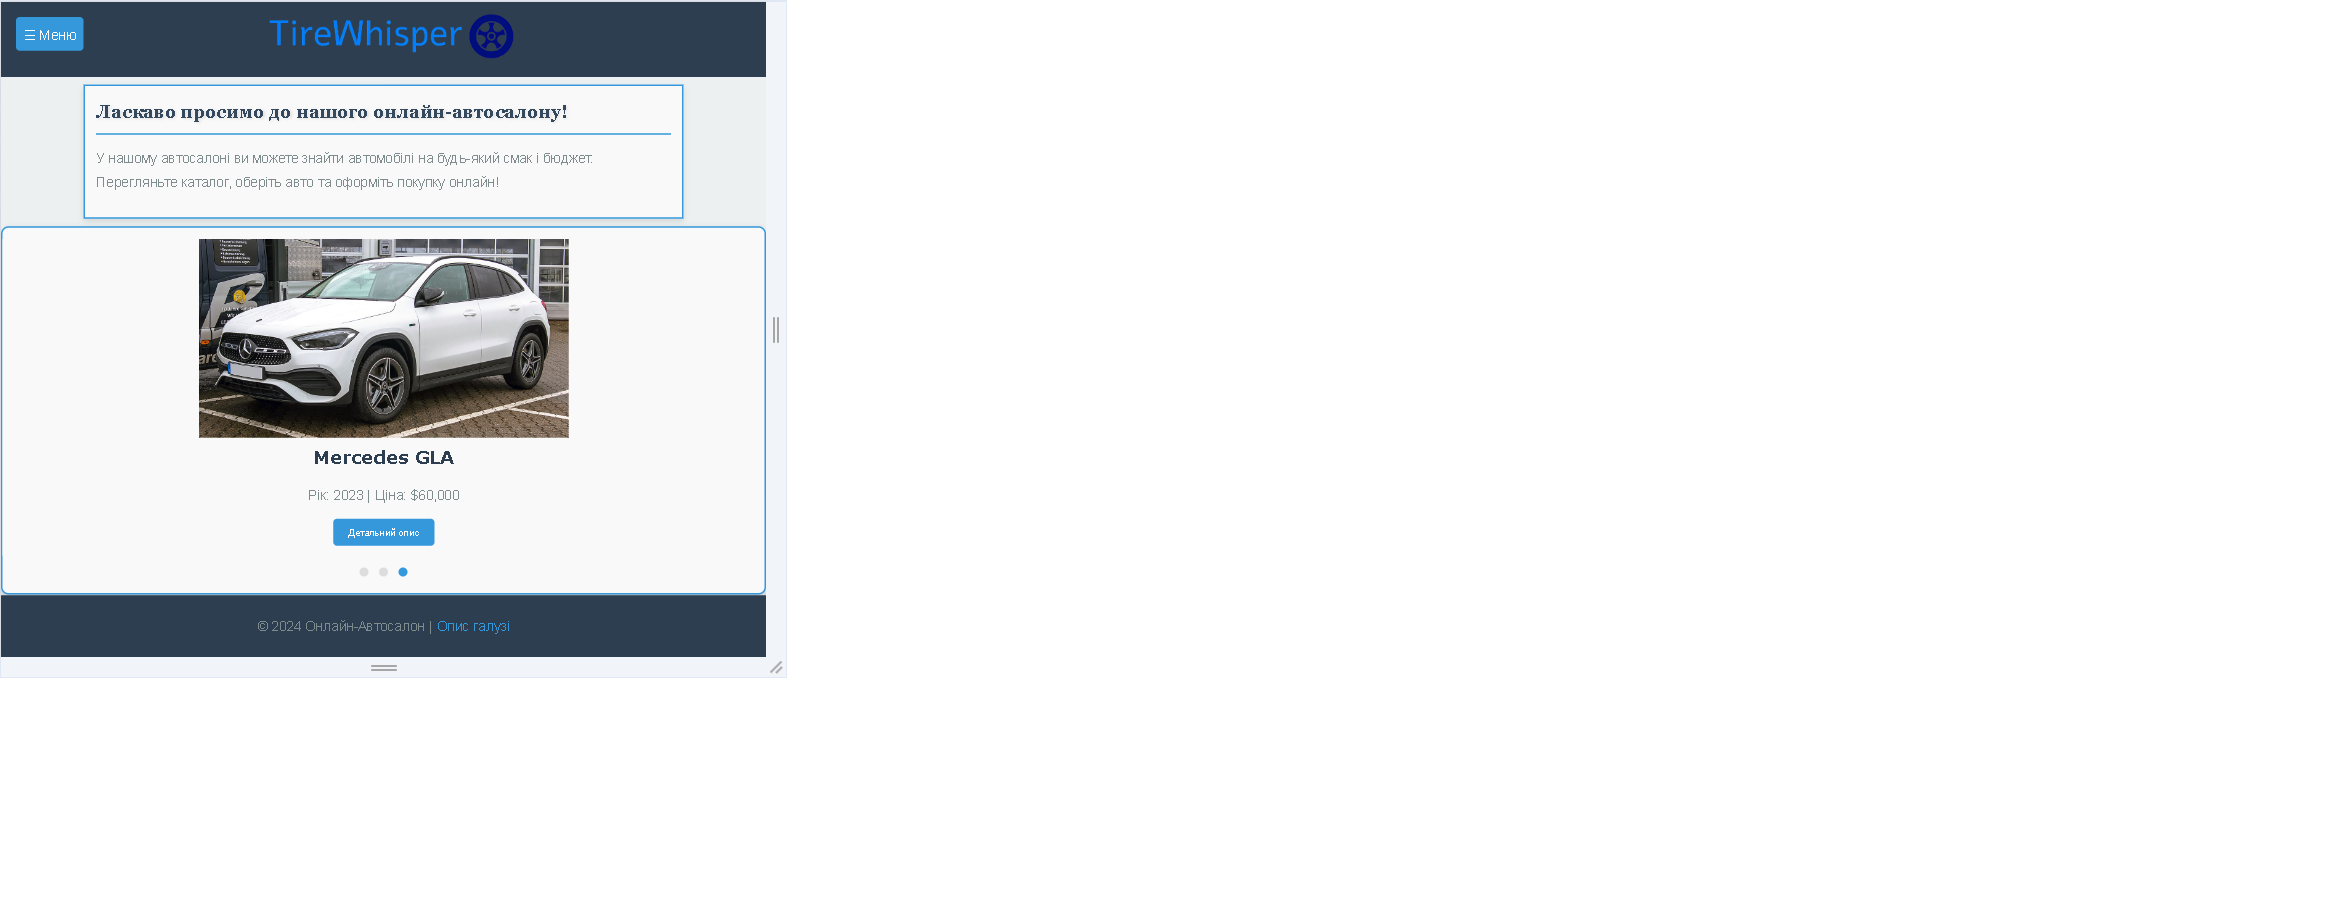 ☰ Меню
TireWhisper
Ласкаво просимо до нашого онлайн-автосалону!
У нашому автосалоні ви можете знайти автомобілі на будь-який смак і бюджет.
Перегляньте каталог, оберіть авто та оформіть покупку онлайн!
Mercedes GLA
Рік: 2023 | Ціна: $60,000
Детальний опис
© 2024 Онлайн-Автосалон | Опис галузі